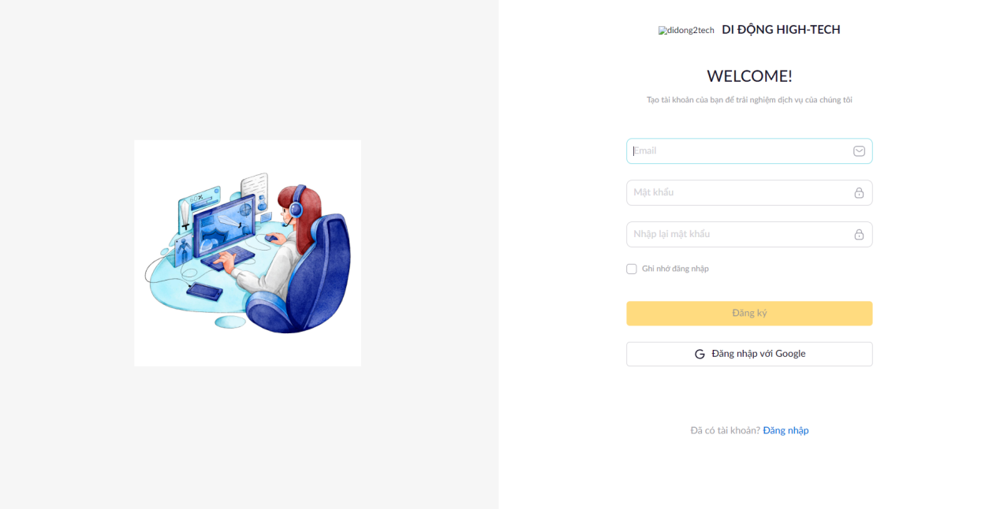 didong2tech DI ĐỘNG HIGH-TECH
WELCOME!
Tạo tài khoản của bạn để trải nghiệm dịch vụ của chúng tôi
Email
Mật khẩu
Nhập lại mật khẩu
Ghi nhớ đăng nhập
Đăng ký
Đăng nhập với Google
Đã có tài khoản? Đăng nhập